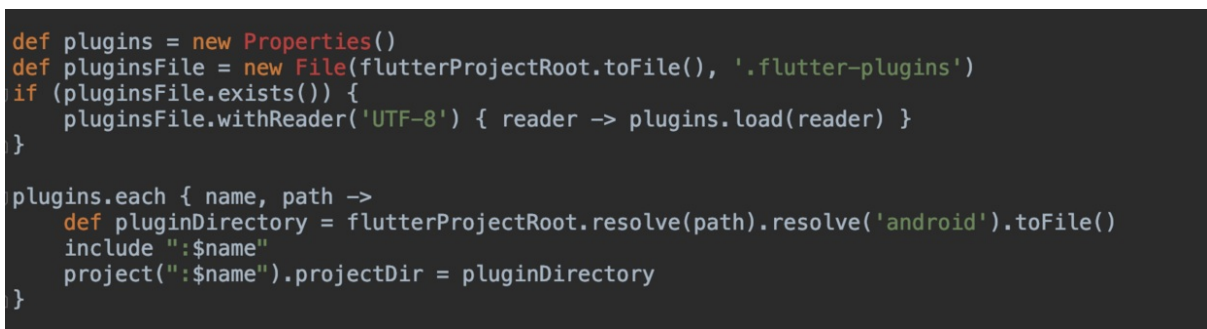 def plugins = new Properties()
def pluginsFile = new File(flutterProjectRoot.toFile(), '.flutter-plugins')
if (pluginsFile.exists()) {
    pluginsFile.withReader('UTF-8') { reader -> plugins.load(reader) }
}

plugins.each { name, path ->
    def pluginDirectory = flutterProjectRoot.resolve(path).resolve('android').toFile()
    include ":$name"
    project(":$name").projectDir = pluginDirectory
}